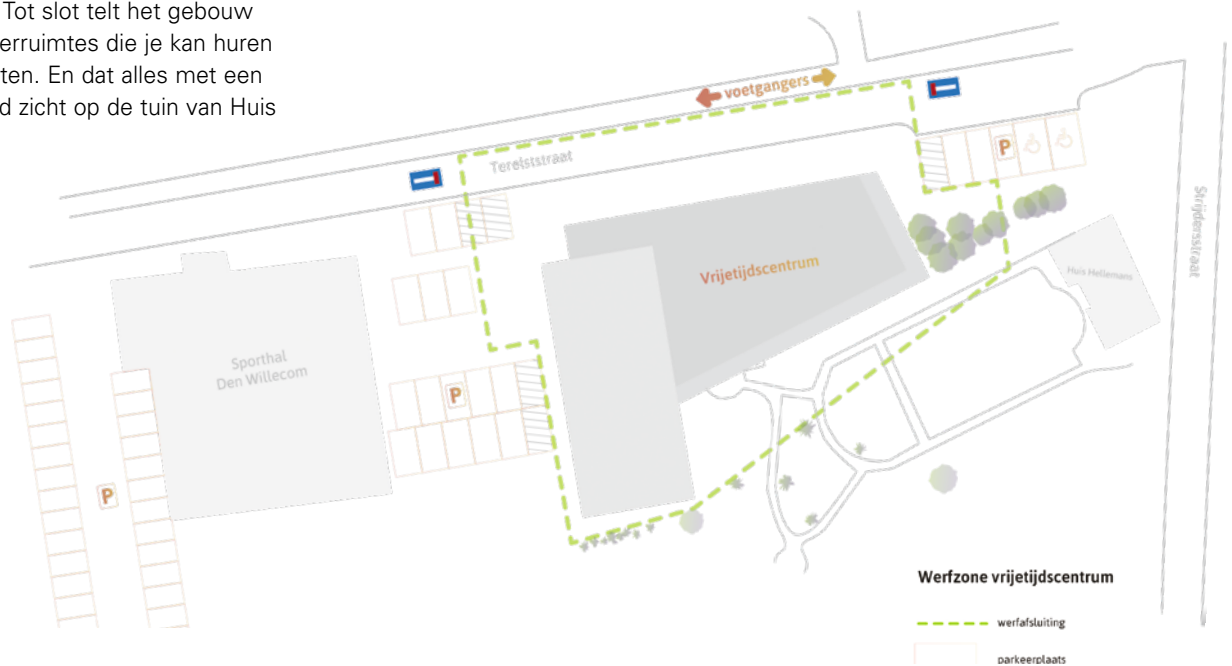 Tot slot telt het gebouw
erruimtes die je kan huren
ten. En dat alles met een
d zicht op de tuin van Huis
voetgangers
Terelststraat
P
Strijdersstraat
Vrijetijdscentrum
Huis Hellemans
Sporthal
Den Willecom
P
P
Werfzone vrijetijdscentrum
werfafsluiting
parkeerplaats